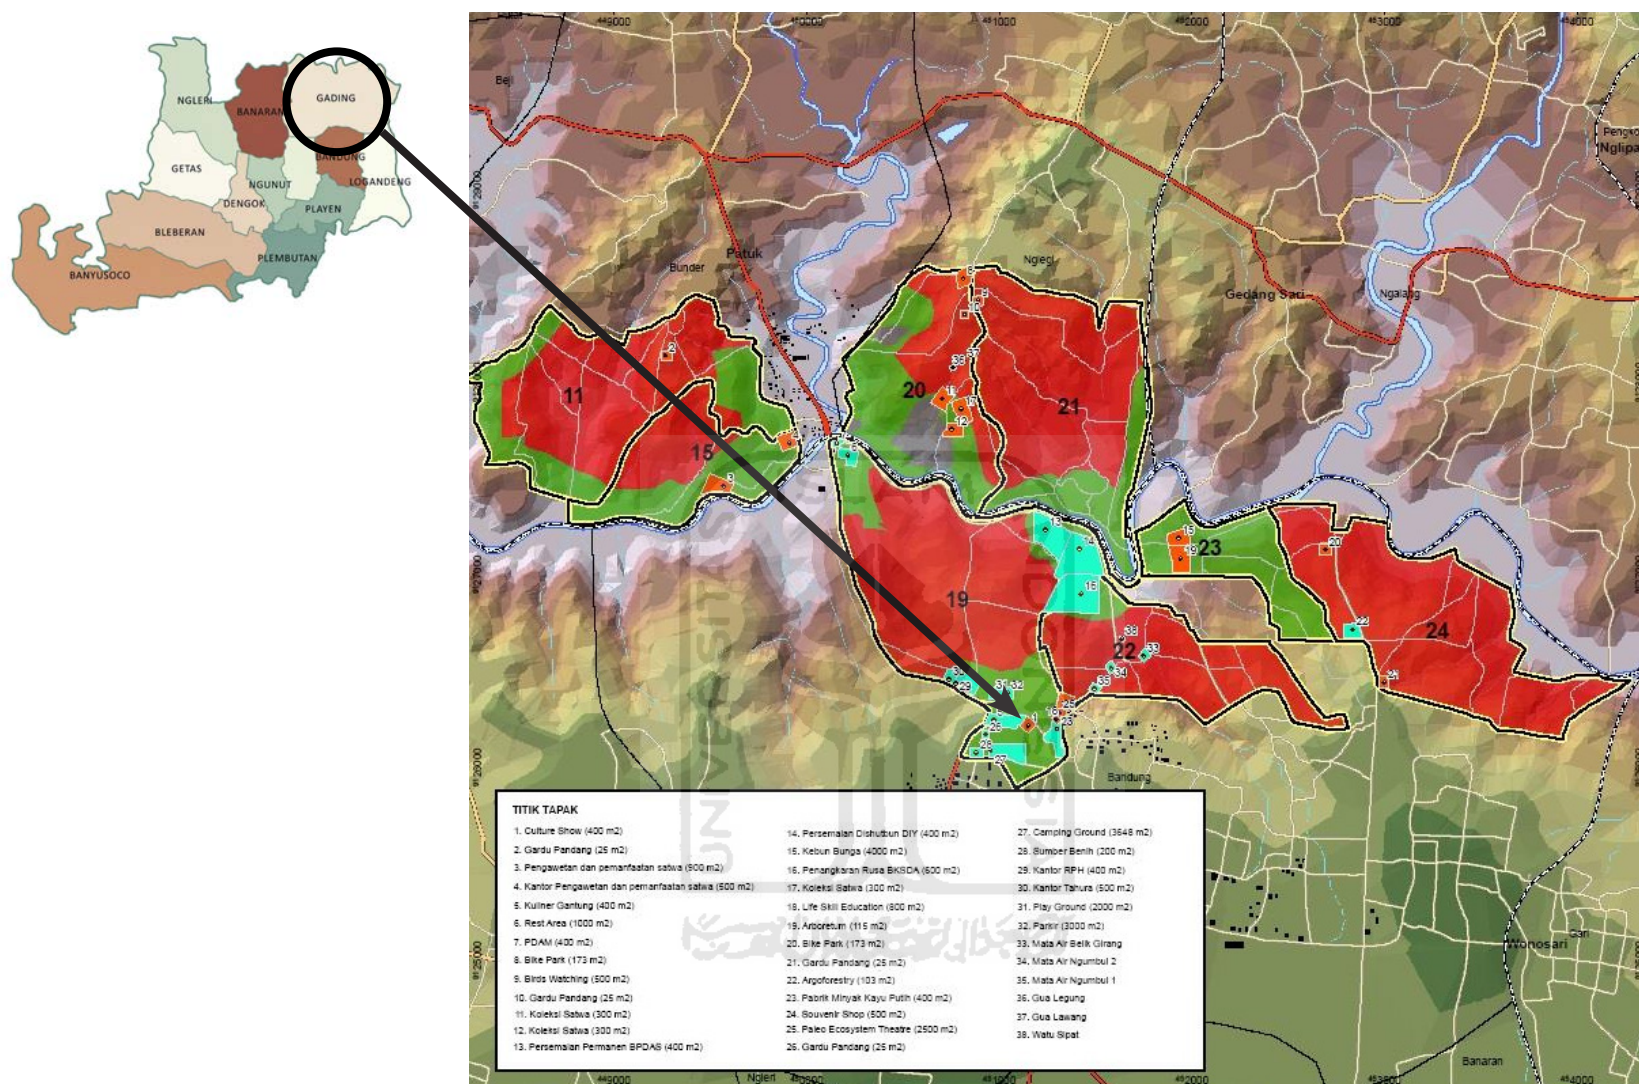 NGLERI
BANARAN
GADING
GETAS
BANDUNG
NGUNUT
LOGANDENG
DENGOK
PLAYEN
BLEBERAN
PLEMBUTAN
BANYUSOCO
Beji
Nglipa
Patuk
Bunder
Nglegi
Gedang Sari
Ngalang
11
15
20
21
19
22
23
24
Bandung
Wonosari
Banaran
Ngleri
UNIVERSITAS
TITIK TAPAK
1. Culture Show (400 m2)
2. Gardu Pandang (25 m2)
3. Pengawetan dan pemanfaatan satwa (900 m2)
4. Kantor Pengawetan dan pemanfaatan satwa (500 m2)
5. Kuliner Gantung (400 m2)
6. Rest Area (1000 m2)
7. PDAM (400 m2)
8. Bike Park (173 m2)
9. Birds Watching (500 m2)
10. Gardu Pandang (25 m2)
11. Koleksi Satwa (300 m2)
12. Koleksi Satwa (300 m2)
13. Persemaian Permanen BPDAS (400 m2)
14. Persemaian Dishutbun DIY (400 m2)
15. Kebun Bunga (4000 m2)
16. Penangkaran Rusa BKSDA (600 m2)
17. Koleksi Satwa (300 m2)
18. Life Skill Education (800 m2)
19. Arboretum (115 m2)
20. Bike Park (173 m2)
21. Gardu Pandang (25 m2)
22. Argoforestry (103 m2)
23. Pabrik Minyak Kayu Putih (400 m2)
24. Souvenir Shop (500 m2)
25. Paleo Ecosystem Theatre (2500 m2)
26. Gardu Pandang (25 m2)
27. Camping Ground (3648 m2)
28. Sumber Benih (200 m2)
29. Kantor RPH (400 m2)
30. Kantor Tahura (500 m2)
31. Play Ground (2000 m2)
32. Parkir (3000 m2)
33. Mata Air Belik Girang
34. Mata Air Ngumbul 2
35. Mata Air Ngumbul 1
36. Gua Legung
37. Gua Lawang
38. Watu Sipat